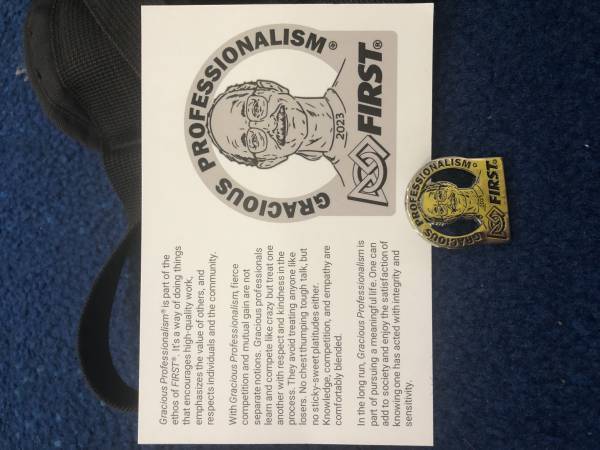 GRACIOUS PROFESSIONALISM®
2023
FIRST®
Gracious Professionalism® is part of the
ethos of FIRST®. It's a way of doing things
that encourages high-quality work,
emphasizes the value of others, and
respects individuals and the community.
With Gracious Professionalism, fierce
competition and mutual gain are not
separate notions. Gracious professionals
learn and compete like crazy but treat one
another with respect and kindness in the
process. They avoid treating anyone like
losers. No chest thumping tough talk, but
no sticky-sweet platitudes either.
Knowledge, competition, and empathy are
comfortably blended.
In the long run, Gracious Professionalism is
part of pursuing a meaningful life. One can
add to society and enjoy the satisfaction of
knowing one has acted with integrity and
sensitivity.
GRACIOUS PROFESSIONALISM®
FIRST®